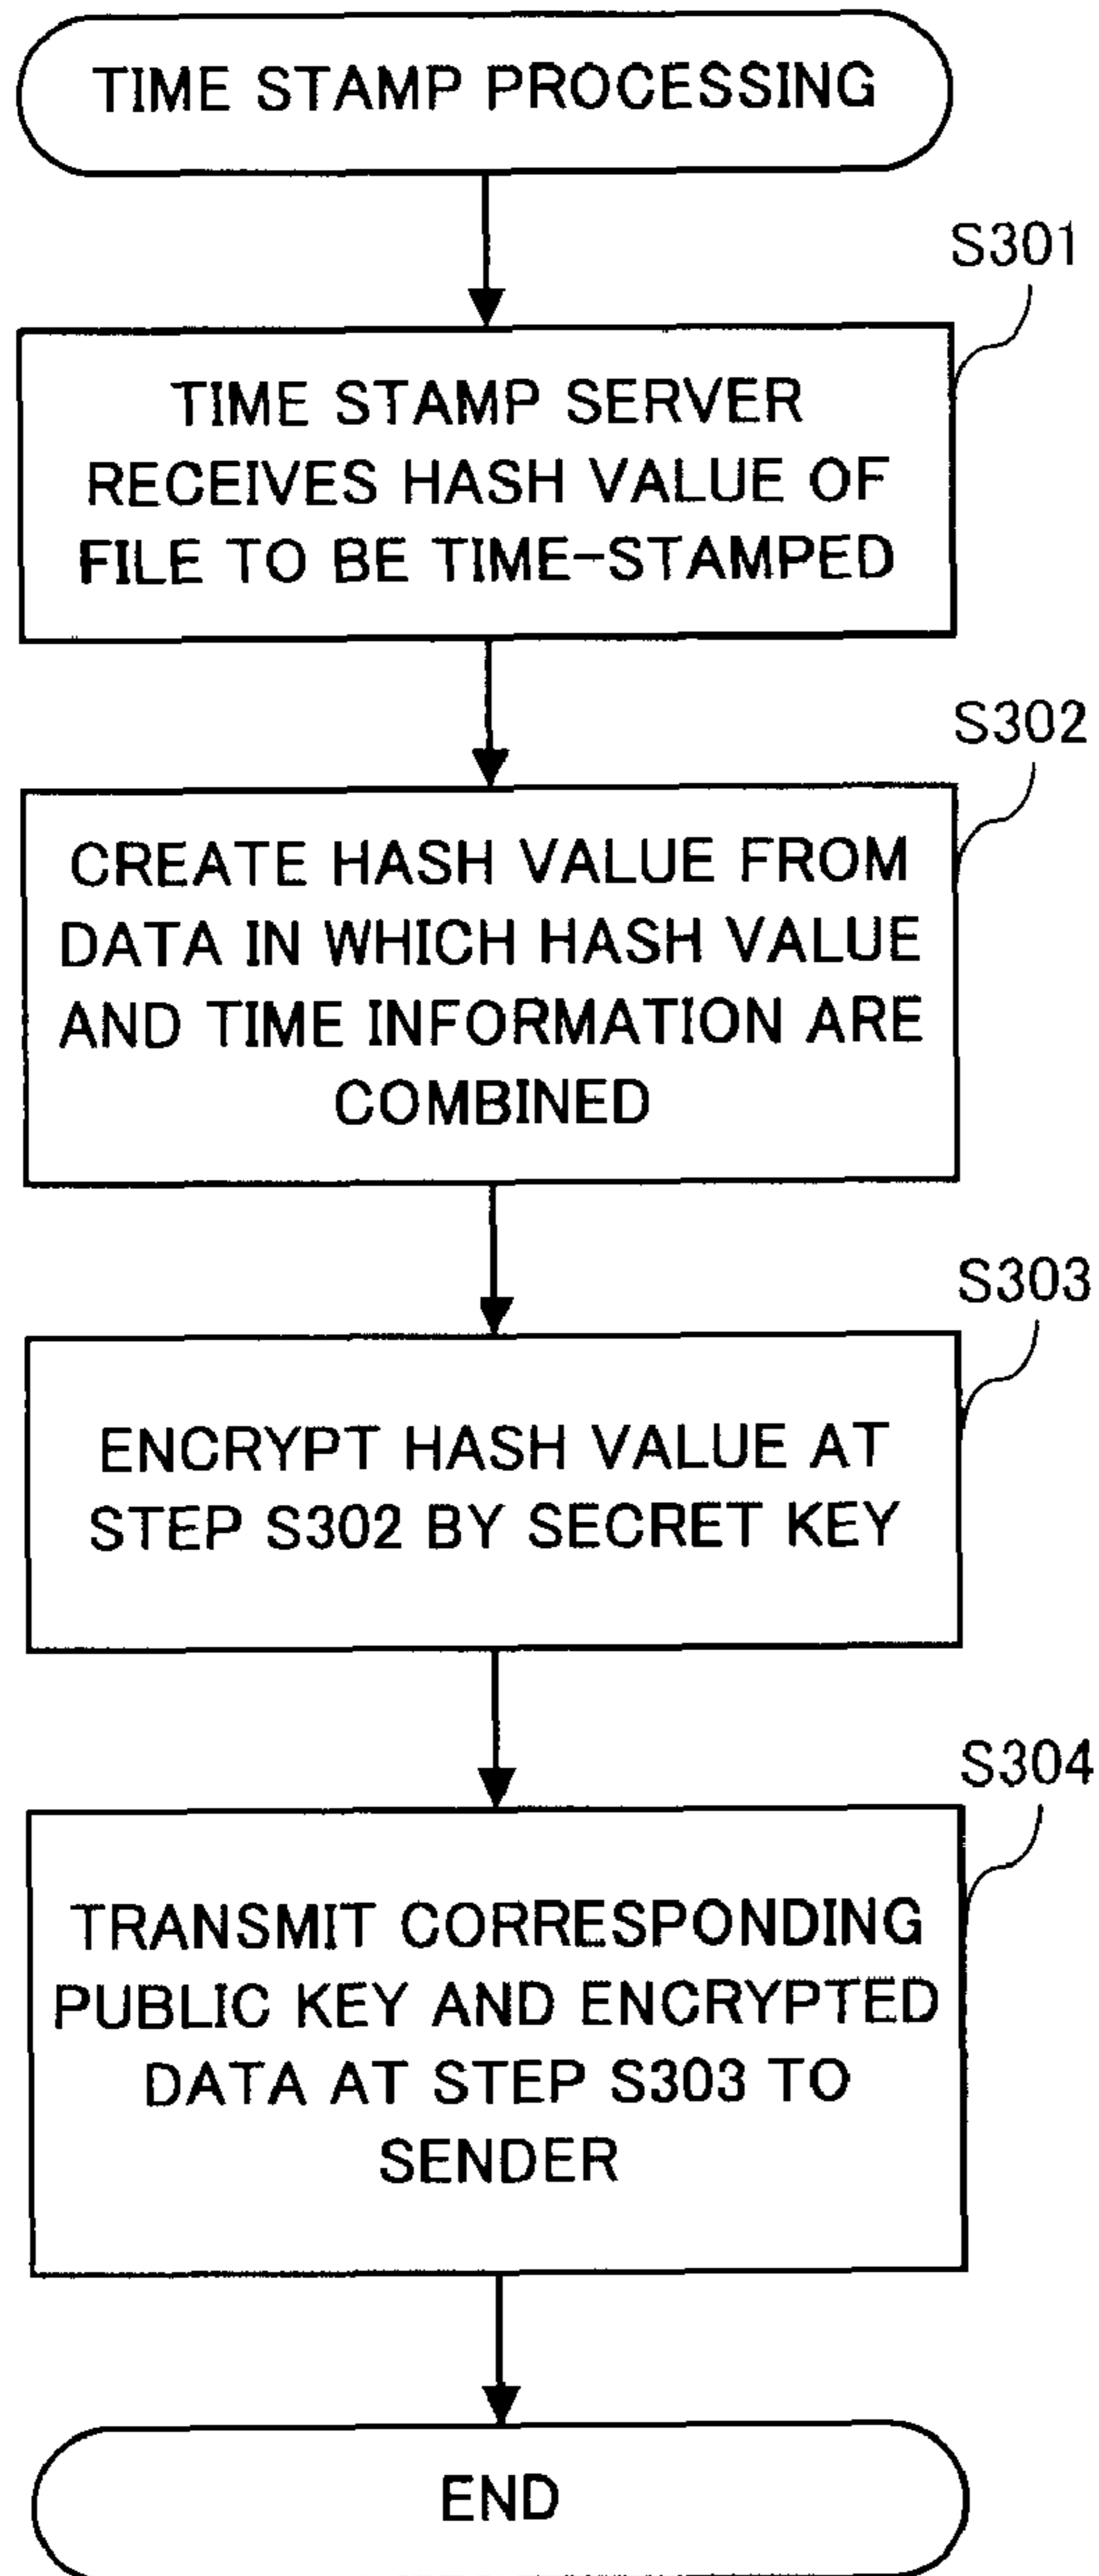 TIME STAMP PROCESSING
S301
TIME STAMP SERVER
RECEIVES HASH VALUE OF
FILE TO BE TIME-STAMPED
S302
CREATE HASH VALUE FROM
DATA IN WHICH HASH VALUE
AND TIME INFORMATION ARE
COMBINED
S303
ENCRYPT HASH VALUE AT
STEP S302 BY SECRET KEY
S304
TRANSMIT CORRESPONDING
PUBLIC KEY AND ENCRYPTED
DATA AT STEP S303 TO
SENDER
END